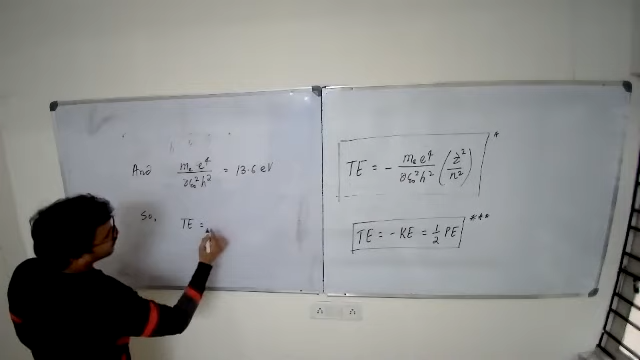 And mₑe⁴/8ε₀²h² = 13.6 eV
So, TE =
TE = - mₑe⁴/8ε₀²h² (z²/n²) *
TE = -KE = 1/2 PE ***